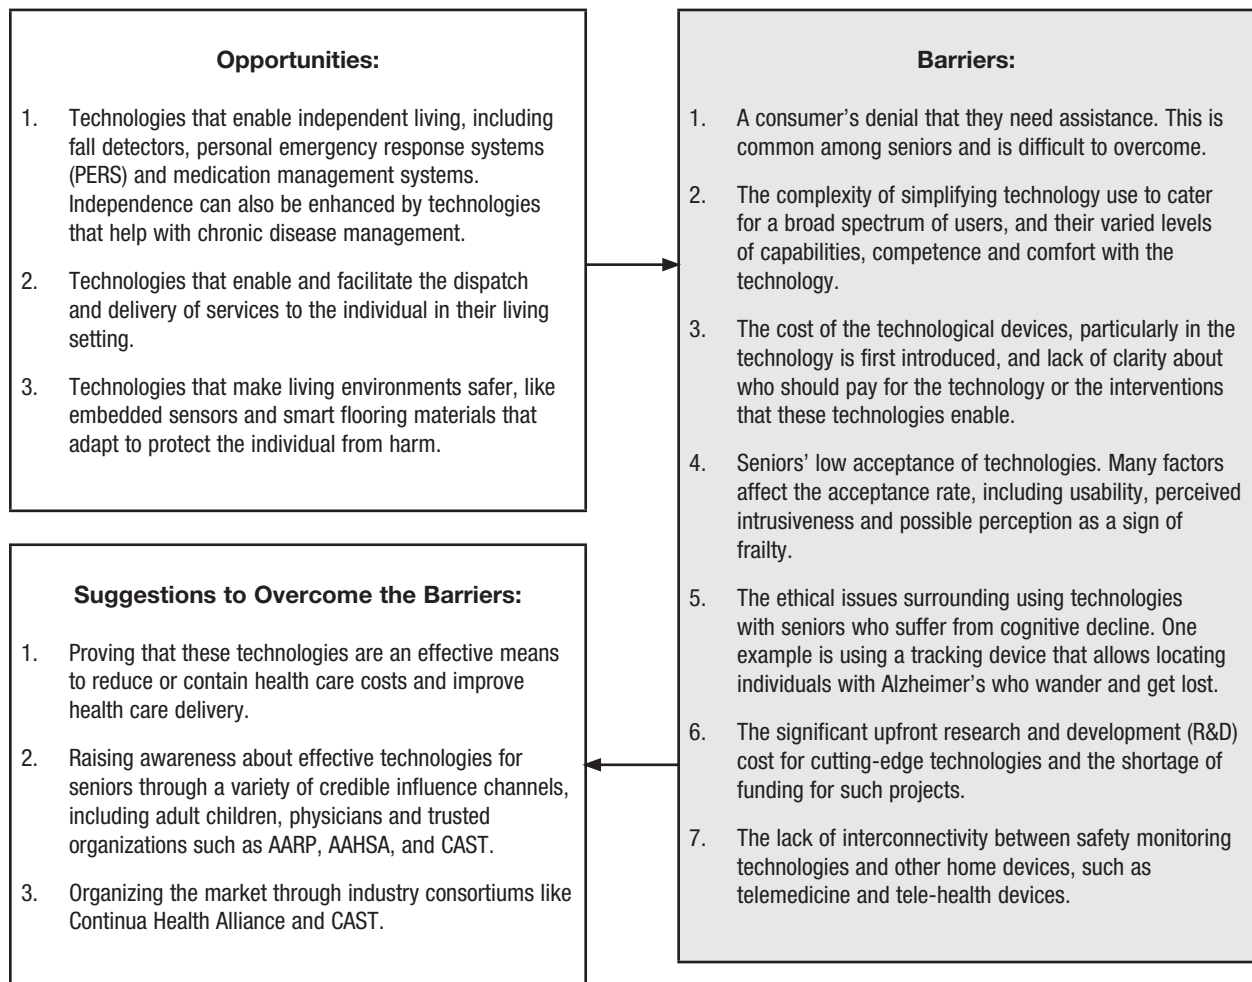 Opportunities:
1. Technologies that enable independent living, including
fall detectors, personal emergency response systems
(PERS) and medication management systems.
Independence can also be enhanced by technologies
that help with chronic disease management.
2. Technologies that enable and facilitate the dispatch
and delivery of services to the individual in their living
setting.
3. Technologies that make living environments safer, like
embedded sensors and smart flooring materials that
adapt to protect the individual from harm.
Barriers:
1. A consumer’s denial that they need assistance. This is
common among seniors and is difficult to overcome.
2. The complexity of simplifying technology use to cater
for a broad spectrum of users, and their varied levels
of capabilities, competence and comfort with the
technology.
3. The cost of the technological devices, particularly in the
technology is first introduced, and lack of clarity about
who should pay for the technology or the interventions
that these technologies enable.
4. Seniors’ low acceptance of technologies. Many factors
affect the acceptance rate, including usability, perceived
intrusiveness and possible perception as a sign of
frailty.
5. The ethical issues surrounding using technologies
with seniors who suffer from cognitive decline. One
example is using a tracking device that allows locating
individuals with Alzheimer’s who wander and get lost.
6. The significant upfront research and development (R&D)
cost for cutting-edge technologies and the shortage of
funding for such projects.
7. The lack of interconnectivity between safety monitoring
technologies and other home devices, such as
telemedicine and tele-health devices.
Suggestions to Overcome the Barriers:
1. Proving that these technologies are an effective means
to reduce or contain health care costs and improve
health care delivery.
2. Raising awareness about effective technologies for
seniors through a variety of credible influence channels,
including adult children, physicians and trusted
organizations such as AARP, AAHSA, and CAST.
3. Organizing the market through industry consortiums like
Continua Health Alliance and CAST.